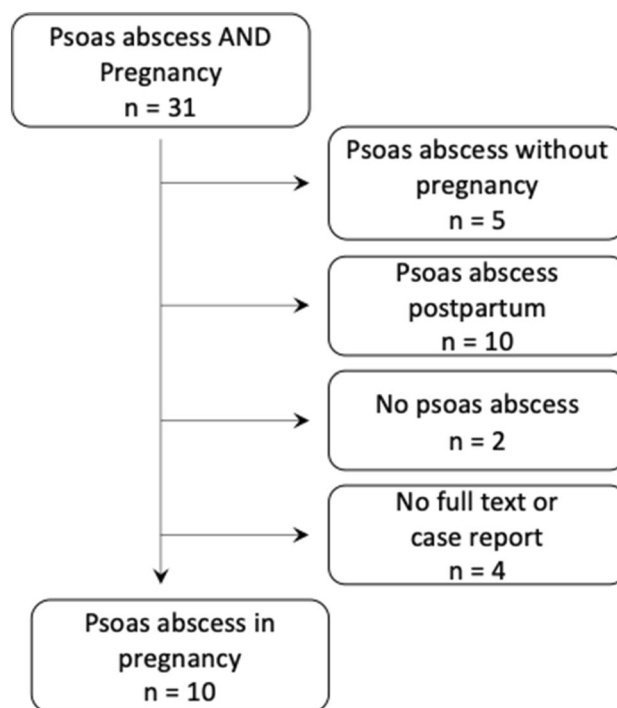 Psoas abscess AND
Pregnancy
n = 31
Psoas abscess without
pregnancy
n = 5
Psoas abscess
postpartum
n = 10
No psoas abscess
n = 2
No full text or
case report
n = 4
Psoas abscess in
pregnancy
n = 10